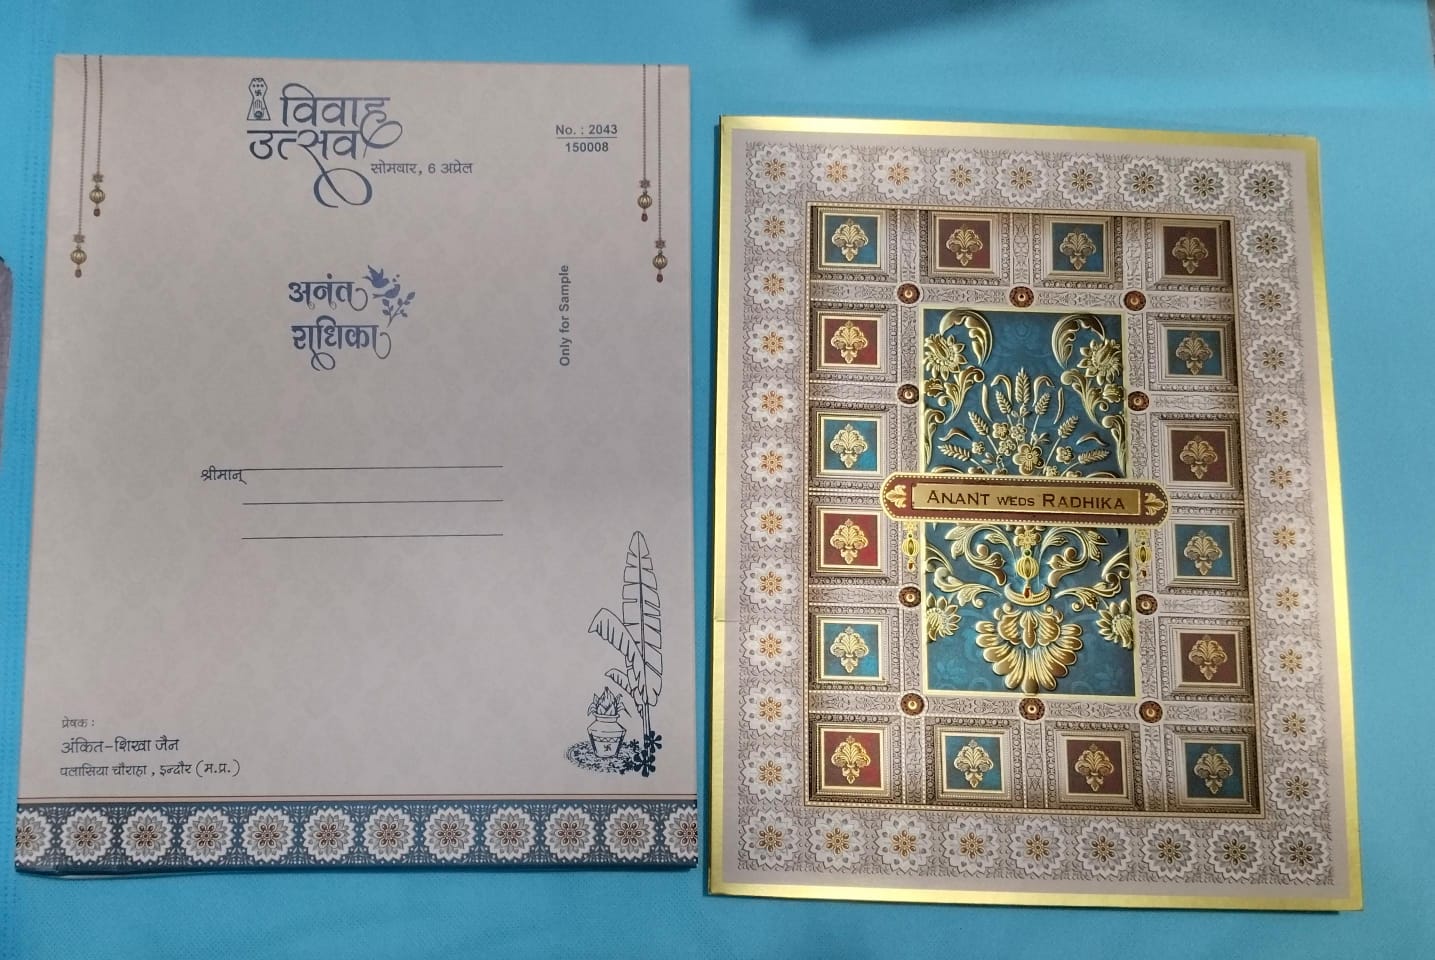 विवाह
उत्सव
सोमवार, 6 अप्रेल
No. : 2043
150008
अनंत
राधिका
Only for Sample
श्रीमान्
प्रेषक :
अंकित-शिखा जैन
पलासिया चौराहा, इन्दौर (म.प्र.)
ANANT WEDS RADHIKA